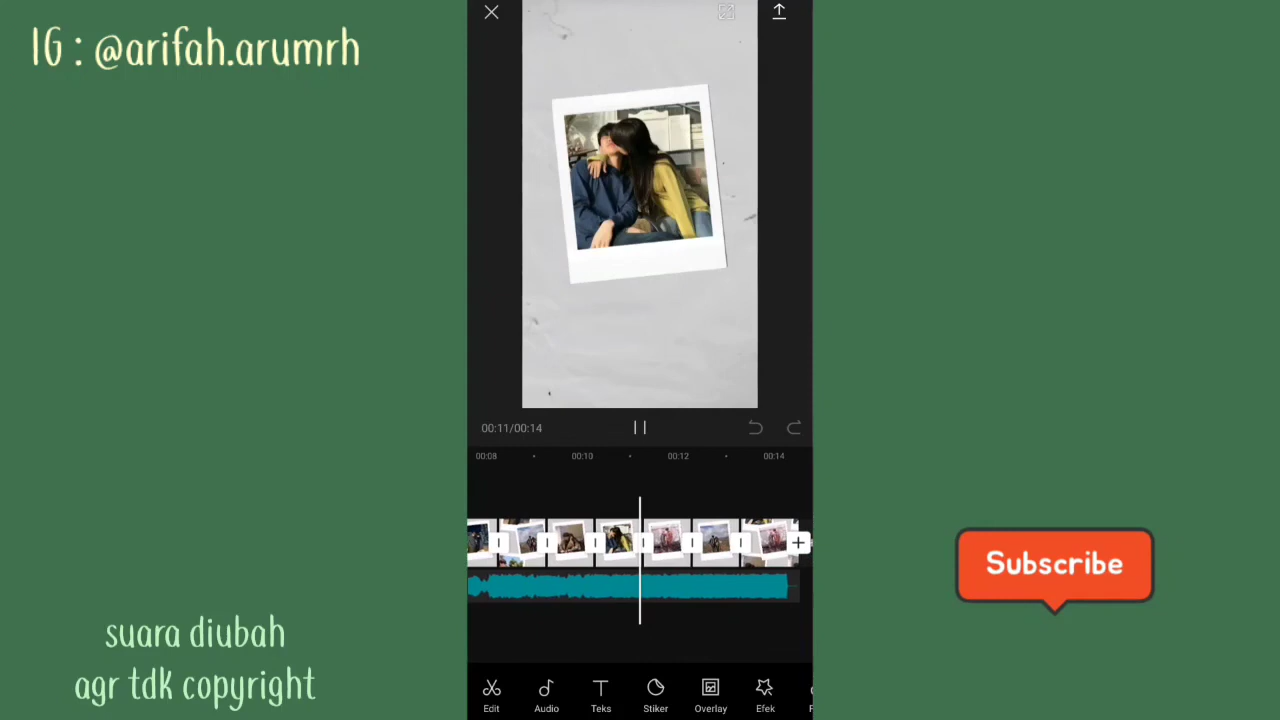 IG : @arifah.arumrh
00:11/00:14
00:08
00:10
00:12
00:14
Subscribe
suara diubah
agr tdk copyright
Edit
Audio
Teks
Stiker
Overlay
Efek